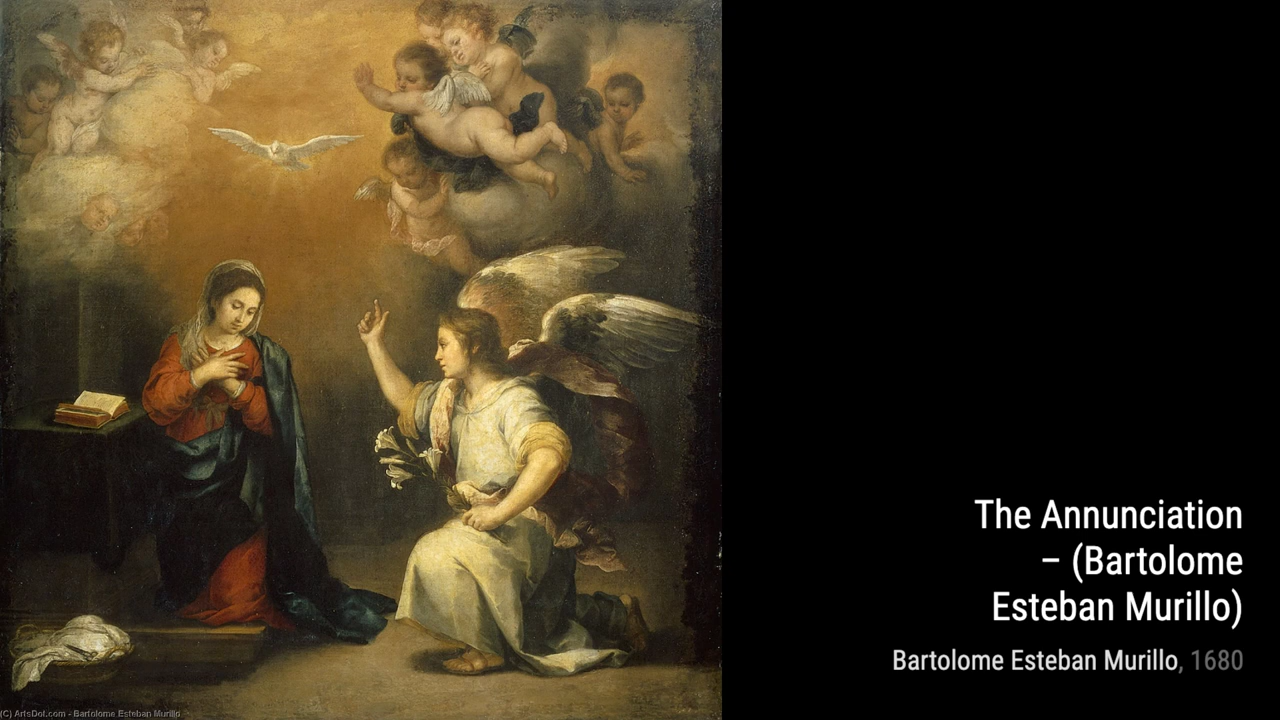 The Annunciation
– (Bartolome
Esteban Murillo)
Bartolome Esteban Murillo, 1680
(C) ArtsDot.com - Bartolome Esteban Murillo